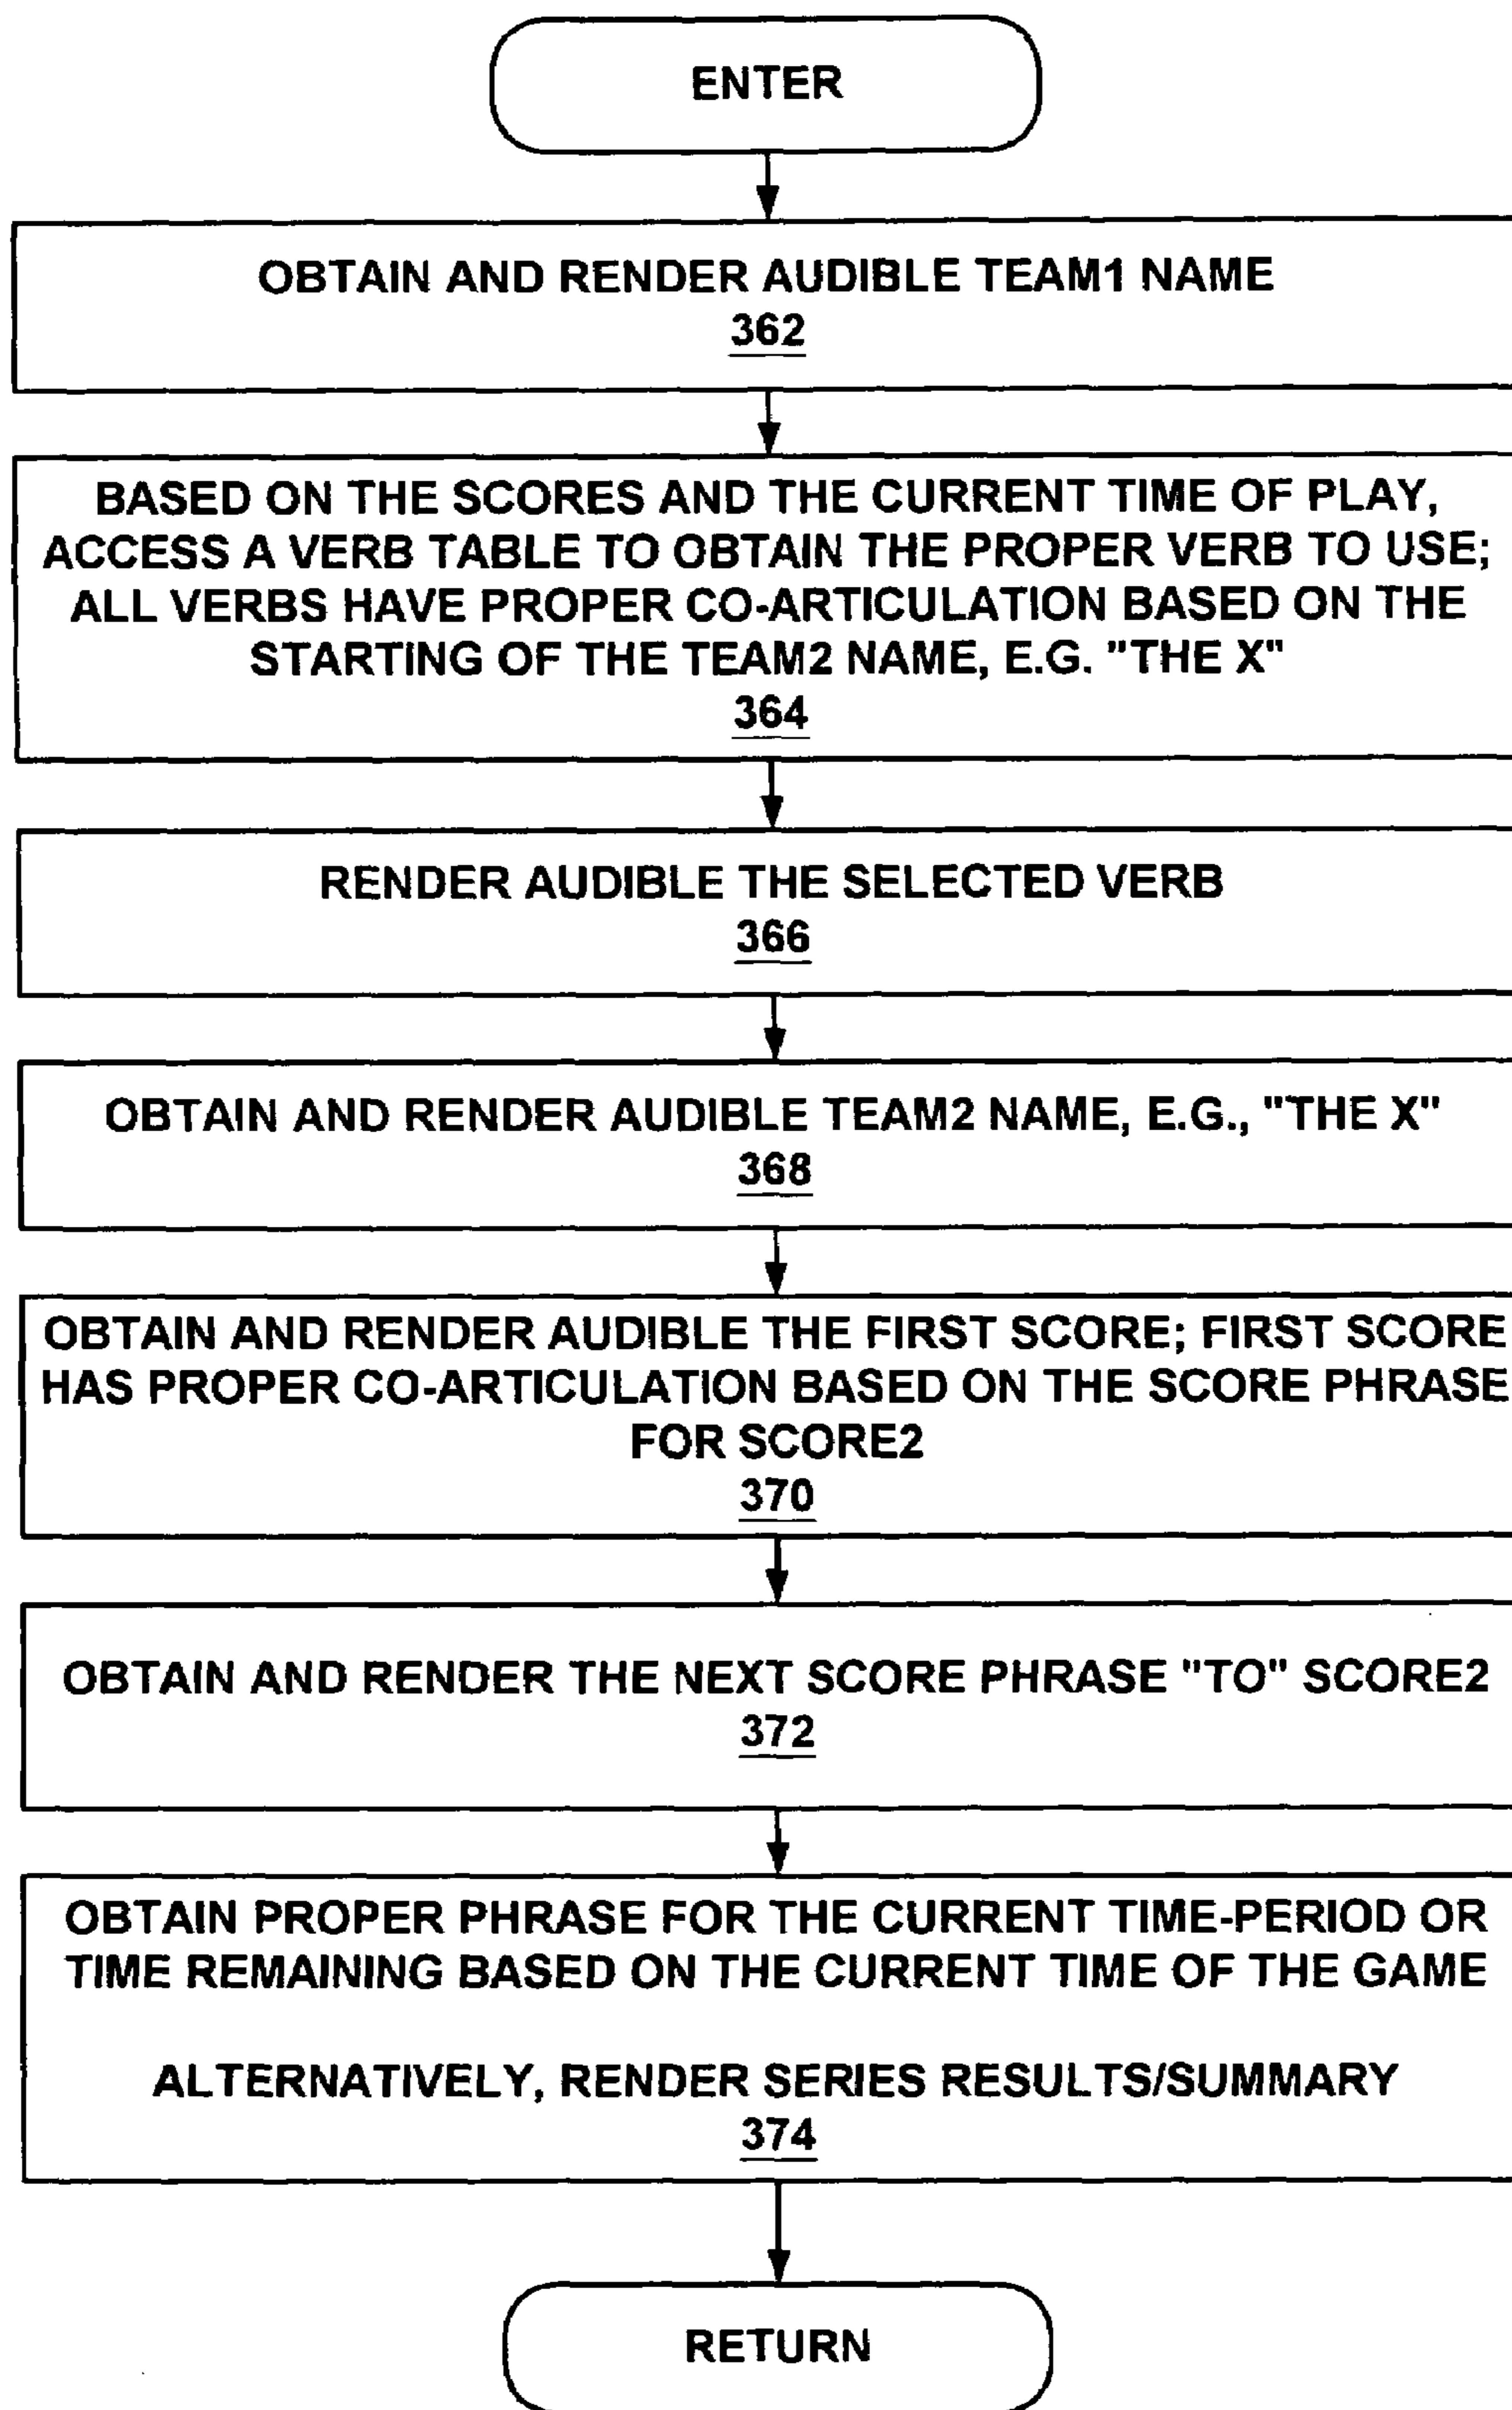 ENTER
OBTAIN AND RENDER AUDIBLE TEAM1 NAME
362
BASED ON THE SCORES AND THE CURRENT TIME OF PLAY,
ACCESS A VERB TABLE TO OBTAIN THE PROPER VERB TO USE;
ALL VERBS HAVE PROPER CO-ARTICULATION BASED ON THE
STARTING OF THE TEAM2 NAME, E.G. "THE X"
364
RENDER AUDIBLE THE SELECTED VERB
366
OBTAIN AND RENDER AUDIBLE TEAM2 NAME, E.G., "THE X"
368
OBTAIN AND RENDER AUDIBLE THE FIRST SCORE; FIRST SCORE
HAS PROPER CO-ARTICULATION BASED ON THE SCORE PHRASE
FOR SCORE2
370
OBTAIN AND RENDER THE NEXT SCORE PHRASE "TO" SCORE2
372
OBTAIN PROPER PHRASE FOR THE CURRENT TIME-PERIOD OR
TIME REMAINING BASED ON THE CURRENT TIME OF THE GAME
ALTERNATIVELY, RENDER SERIES RESULTS/SUMMARY
374
RETURN